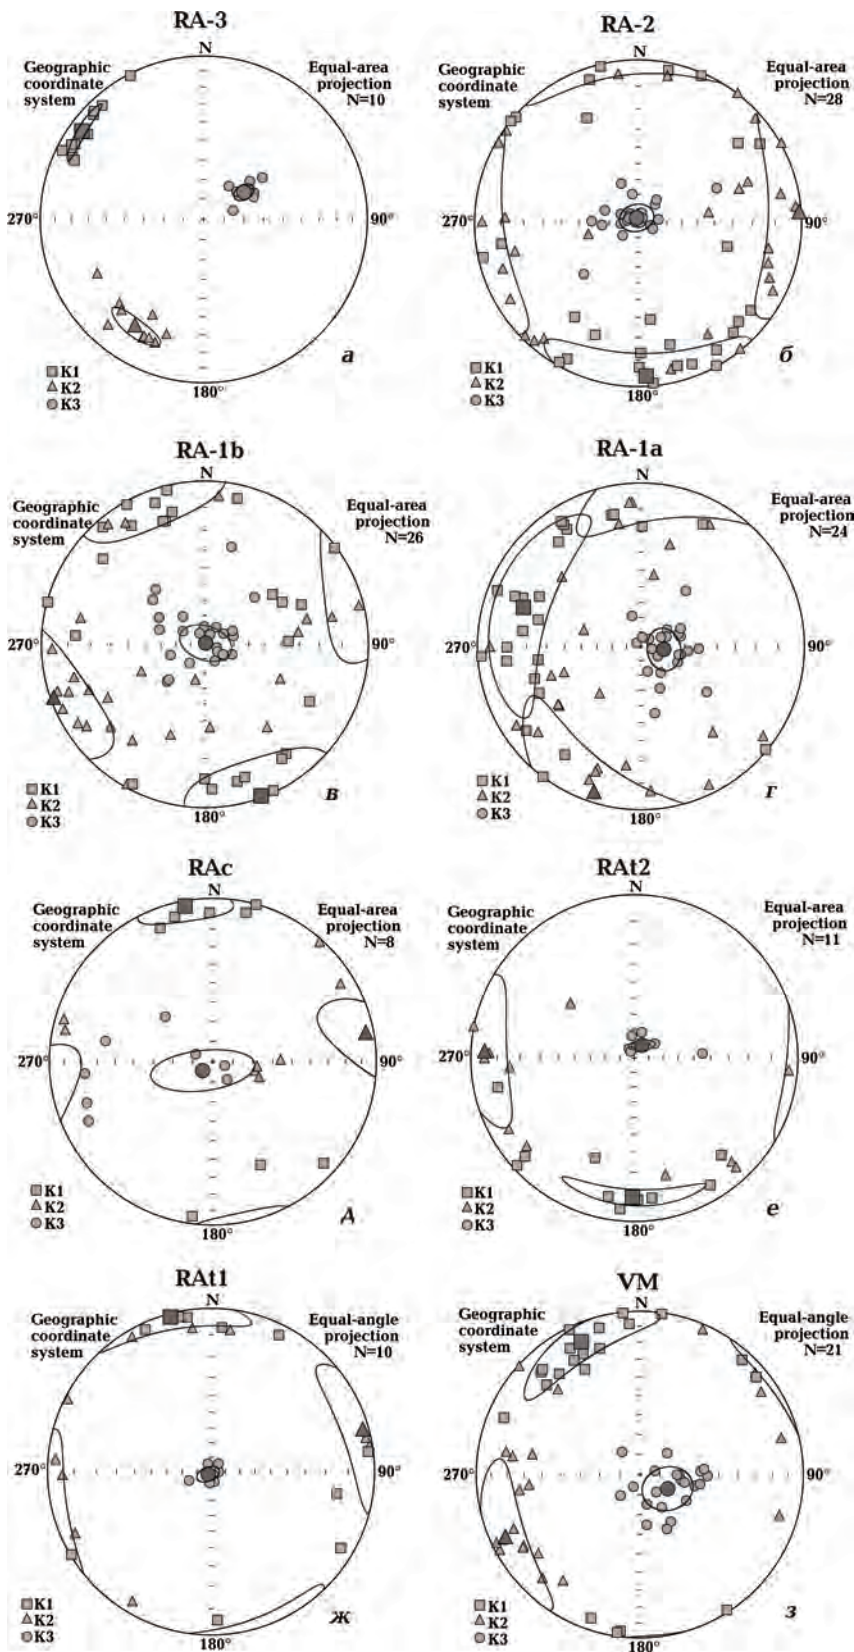 RA-3
N
Geographic
coordinate
system
Equal-area
projection
N=10
270°
90°
K1
K2
K3
180°
а
RA-2
N
Geographic
coordinate
system
Equal-area
projection
N=28
270°
90°
K1
K2
K3
180°
б
RA-1b
N
Geographic
coordinate
system
Equal-area
projection
N=26
270°
90°
K1
K2
K3
180°
в
RA-1a
N
Geographic
coordinate
system
Equal-area
projection
N=24
270°
90°
K1
K2
K3
180°
г
RAc
N
Geographic
coordinate
system
Equal-area
projection
N=8
270°
90°
K1
K2
K3
180°
д
RAt2
N
Geographic
coordinate
system
Equal-area
projection
N=11
270°
90°
K1
K2
K3
180°
е
RAt1
N
Geographic
coordinate
system
Equal-angle
projection
N=10
270°
90°
K1
K2
K3
180°
ж
VM
N
Geographic
coordinate
system
Equal-angle
projection
N=21
270°
90°
K1
K2
K3
180°
з